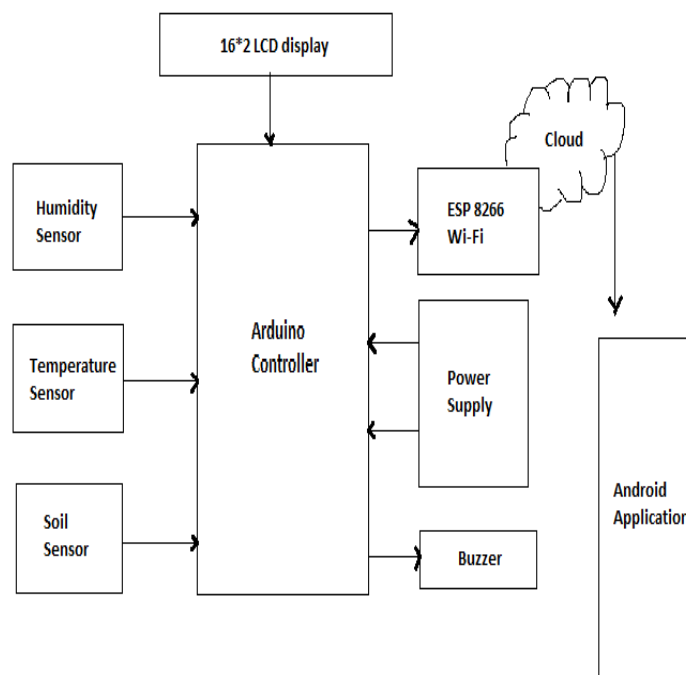 16*2 LCD display
Cloud
Humidity
Sensor
ESP 8266
Wi-Fi
Arduino
Controller
Temperature
Sensor
Power
Supply
Soil
Sensor
Buzzer
Android
Application